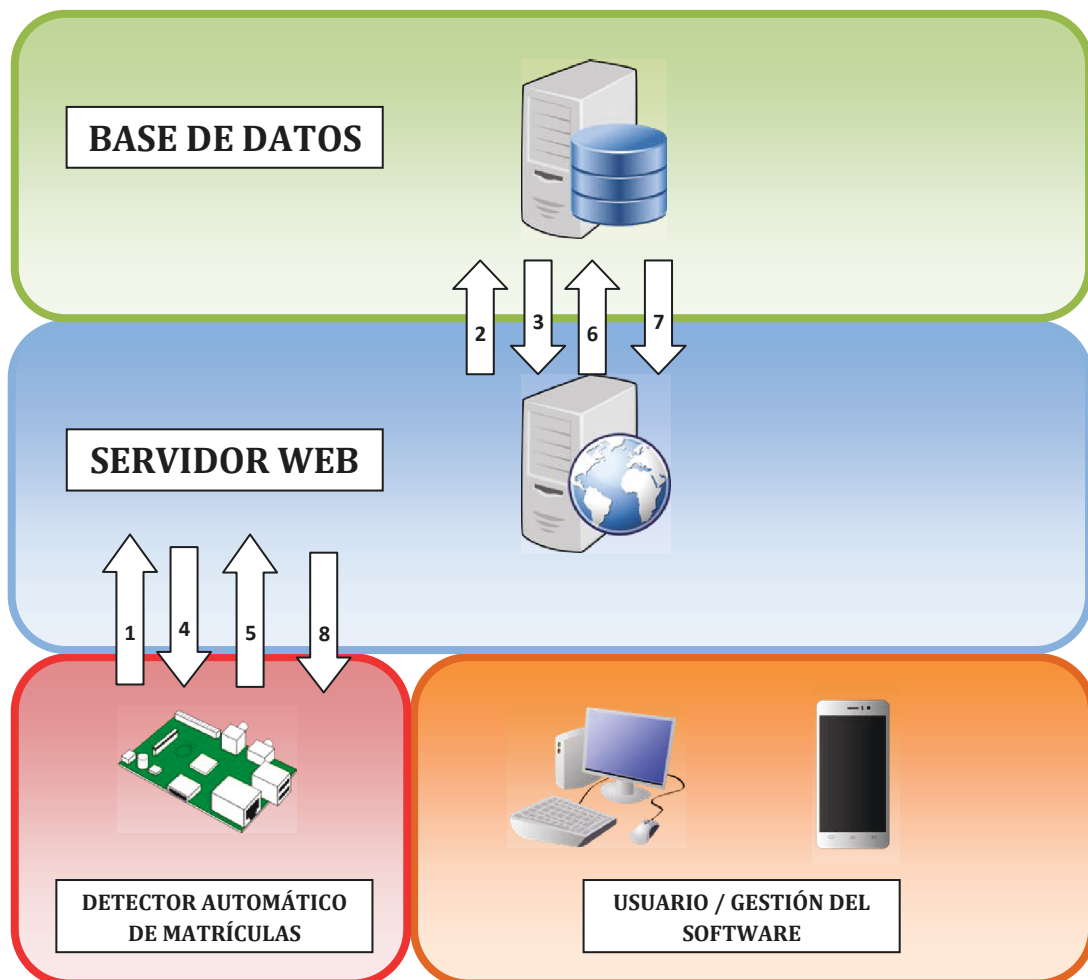 BASE DE DATOS
2
3
6
7
SERVIDOR WEB
1
4
5
8
DETECTOR AUTOMÁTICO
DE MATRÍCULAS
USUARIO / GESTIÓN DEL
SOFTWARE